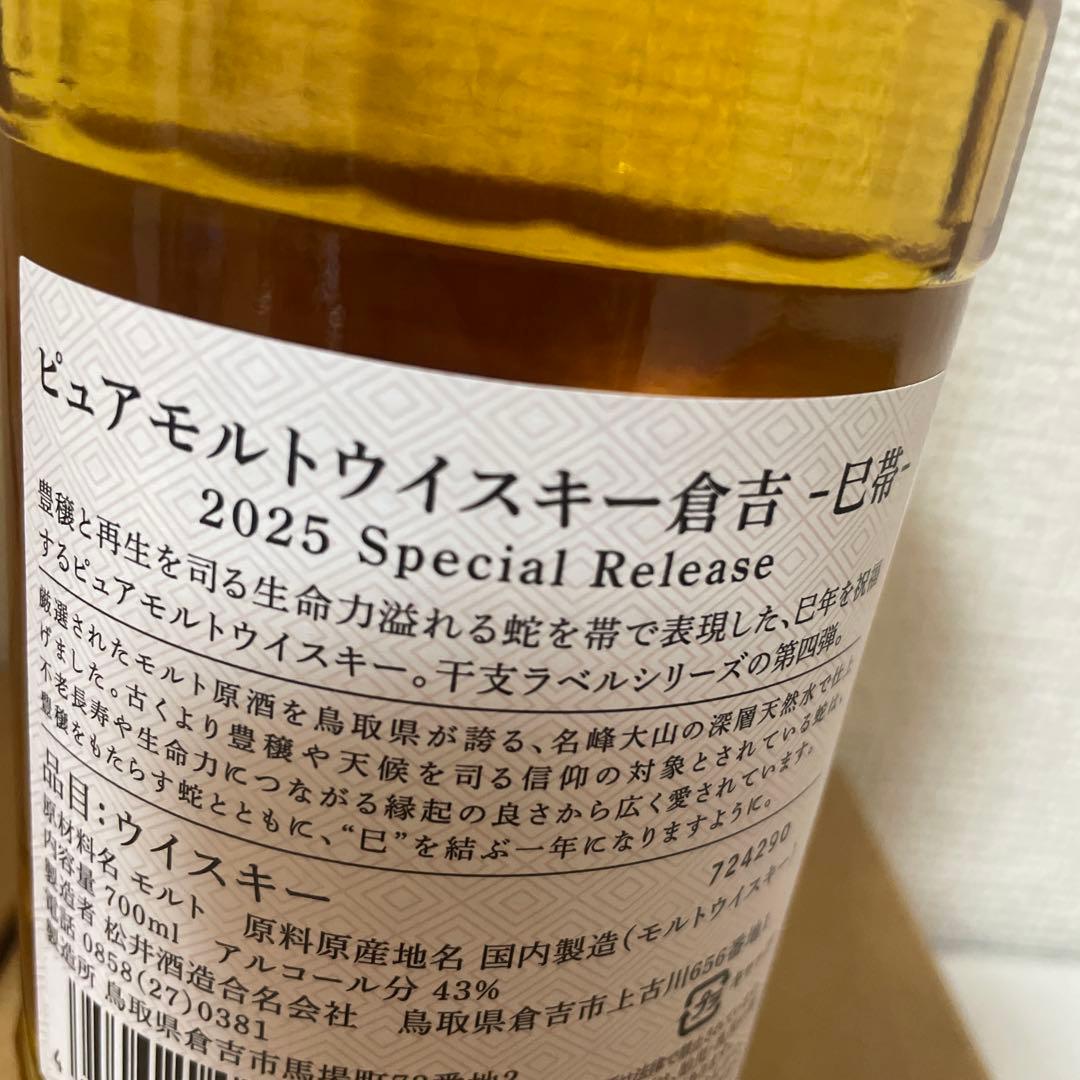 ピュアモルトウイスキー倉吉 -巳帯-
2025 Special Release
豊穣と再生を司る生命力溢れる蛇を帯で表現した、巳年を祝福
するピュアモルトウイスキー。干支ラベルシリーズの第四弾。
厳選されたモルト原酒を鳥取県が誇る、名峰大山の深層天然水で仕上
げました。古くより豊穣や天候を司る信仰の対象とされている蛇は、
不老長寿や生命力につながる縁起の良さから広く愛されています。
豊穣をもたらす蛇とともに、“巳”を結ぶ一年になりますように。
724290
品目：ウイスキー
原材料名 モルト 原料原産地名 国内製造（モルトウイスキー）
内容量 700ml アルコール分 43%
製造者 松井酒造合名会社 鳥取県倉吉市上古川656番地1
電話 0858(27)0381
製造所 鳥取県倉吉市馬場町
4